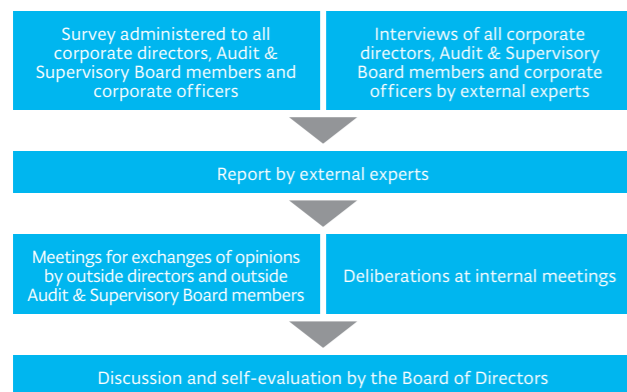 Survey administered to all
corporate directors, Audit &
Supervisory Board members and
corporate officers
Interviews of all corporate
directors, Audit & Supervisory
Board members and corporate
officers by external experts
Report by external experts
Meetings for exchanges of opinions
by outside directors and outside
Audit & Supervisory Board members
Deliberations at internal meetings
Discussion and self-evaluation by the Board of Directors